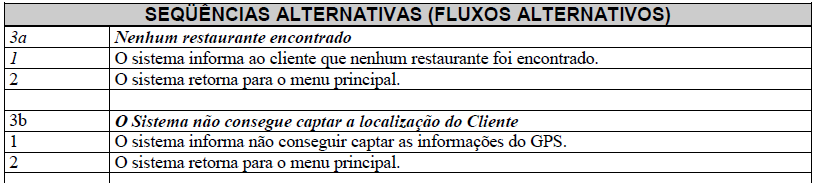 SEQÜÊNCIAS ALTERNATIVAS (FLUXOS ALTERNATIVOS)
3a Nenhum restaurante encontrado
1 O sistema informa ao cliente que nenhum restaurante foi encontrado.
2 O sistema retorna para o menu principal.
3b O Sistema não consegue captar a localização do Cliente
1 O sistema informa não conseguir captar as informações do GPS.
2 O sistema retorna para o menu principal.